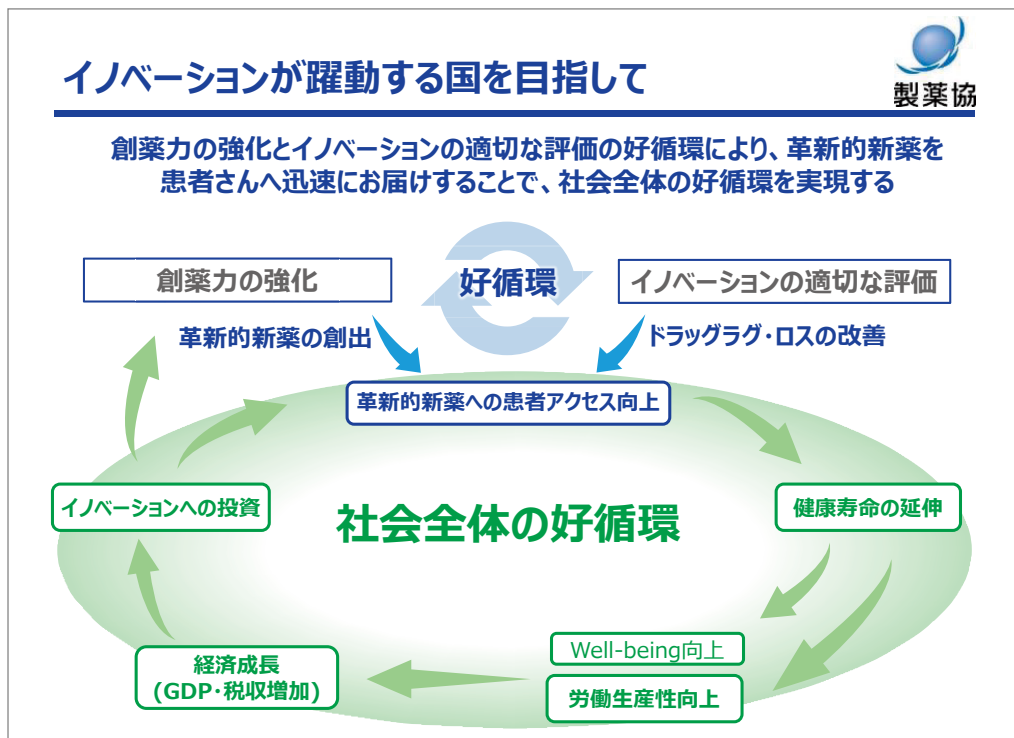 イノベーションが躍動する国を目指して
製薬協
創薬力の強化とイノベーションの適切な評価の好循環により、革新的新薬を
患者さんへ迅速にお届けすることで、社会全体の好循環を実現する
創薬力の強化
好循環
イノベーションの適切な評価
革新的新薬の創出
ドラッグラグ・ロスの改善
革新的新薬への患者アクセス向上
イノベーションへの投資
社会全体の好循環
健康寿命の延伸
Well-being向上
経済成長
(GDP・税収増加)
労働生産性向上